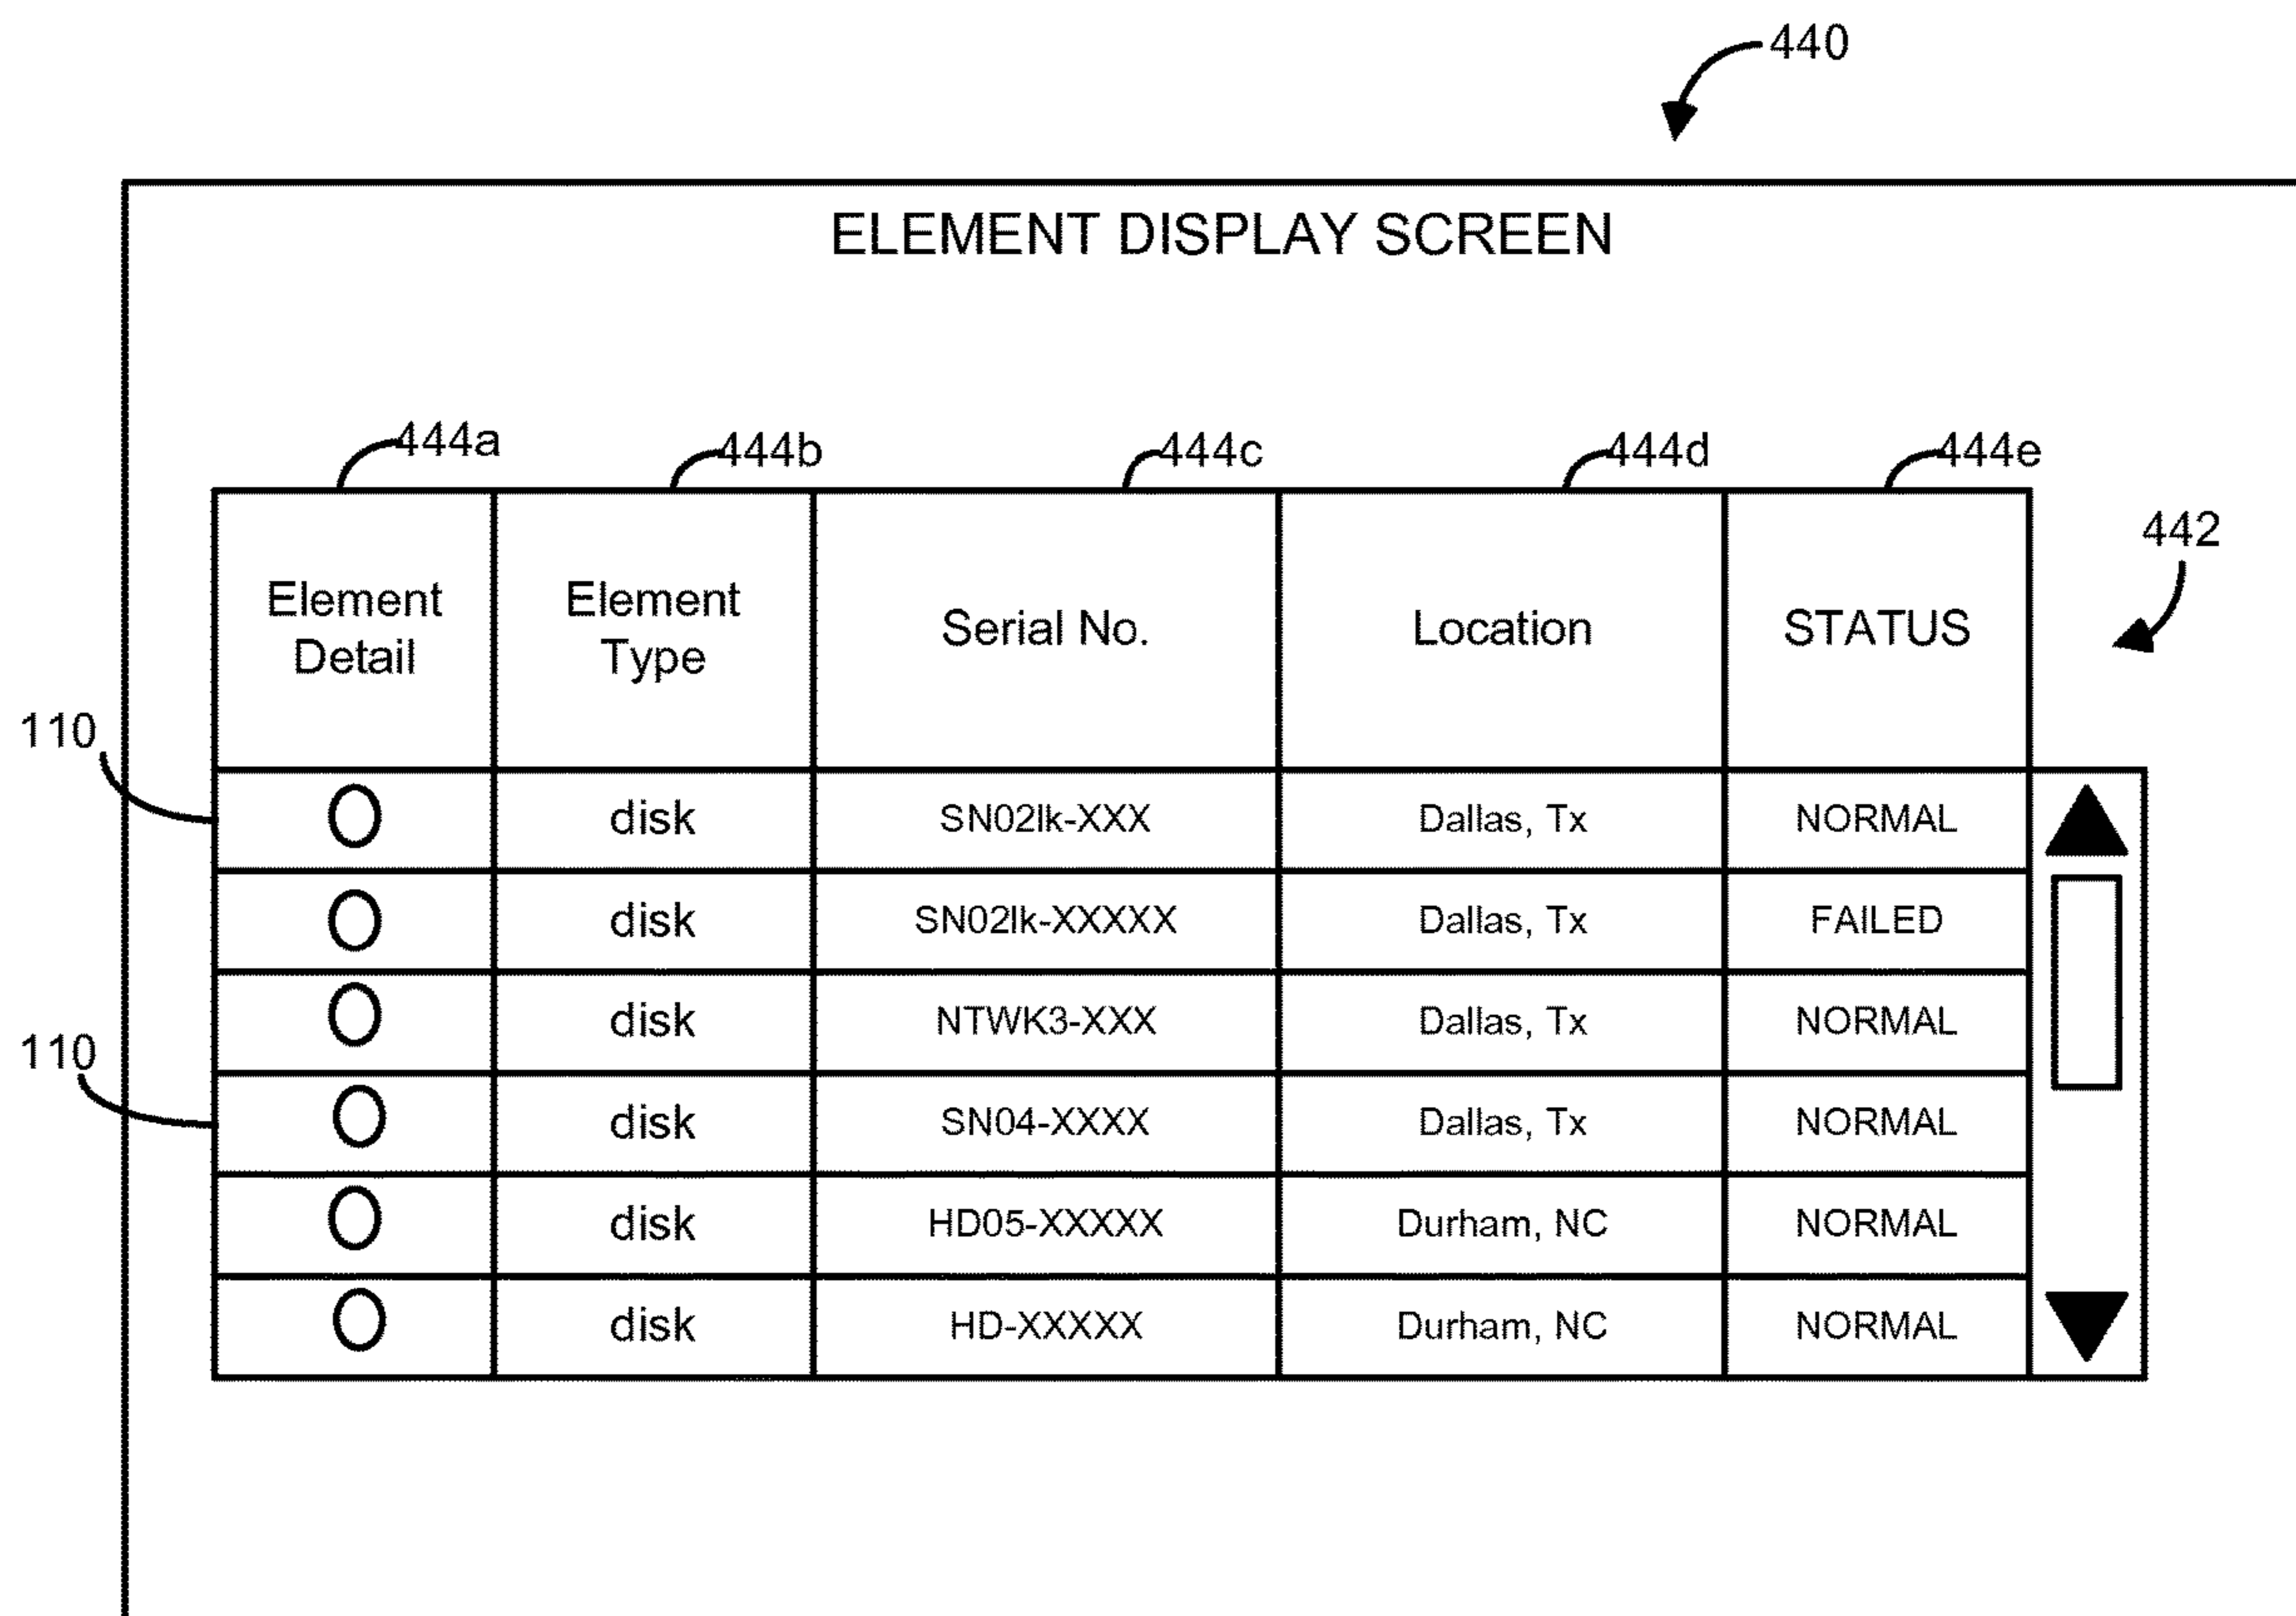 440
ELEMENT DISPLAY SCREEN
444a 444b 444c 444d 444e
442
Element Detail Element Type Serial No. Location STATUS
110
disk SN02lk-XXX Dallas, Tx NORMAL
disk SN02lk-XXXXX Dallas, Tx FAILED
disk NTWK3-XXX Dallas, Tx NORMAL
110
disk SN04-XXXX Dallas, Tx NORMAL
disk HD05-XXXXX Durham, NC NORMAL
disk HD-XXXXX Durham, NC NORMAL